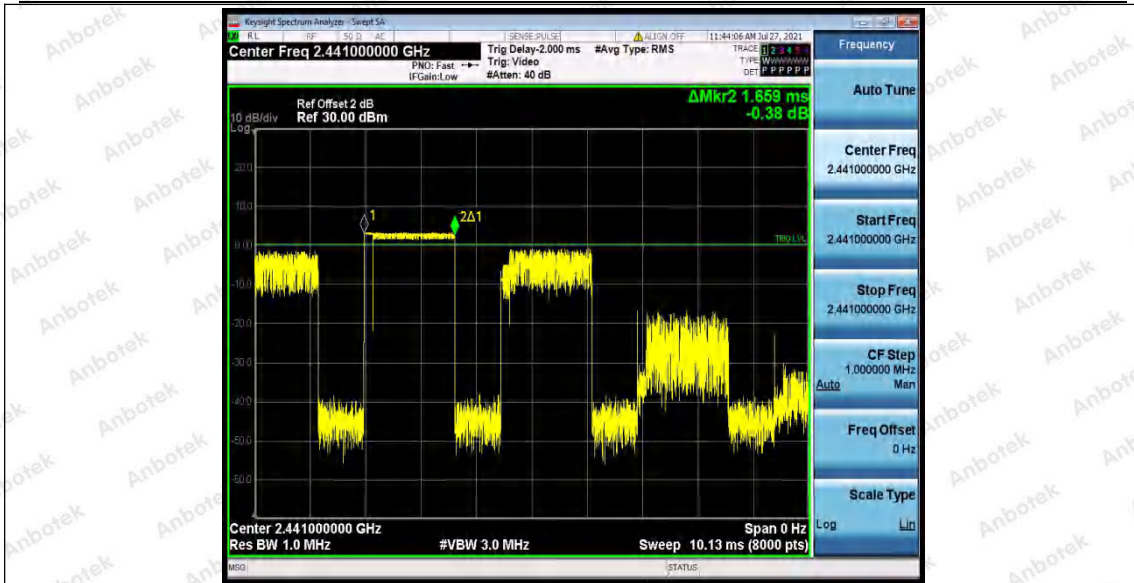 Keysight Spectrum Analyzer - Swept SA
RL RF 50 Ω AC SENSE:PULSE ALIGN OFF 11:44:06 AM Jul 27, 2021
Center Freq 2.441000000 GHz
PNO: Fast
IFGain:Low
Trig Delay-2.000 ms
Trig: Video
#Atten: 40 dB
#Avg Type: RMS
TRACE 1 2 3 4 5 6
TYPE WWWWWW
DET P P P P P P
Frequency
Auto Tune
Center Freq
2.441000000 GHz
Start Freq
2.441000000 GHz
Stop Freq
2.441000000 GHz
CF Step
1.000000 MHz
Auto Man
Freq Offset
0 Hz
Scale Type
Log Lin
ΔMkr2 1.659 ms
-0.38 dB
Ref Offset 2 dB
10 dB/div Ref 30.00 dBm
Log
20.0
10.0
0.00
-10.0
-20.0
-30.0
-40.0
-50.0
-60.0
1
2Δ1
TRIG LVL
Center 2.441000000 GHz Span 0 Hz
Res BW 1.0 MHz #VBW 3.0 MHz Sweep 10.13 ms (8000 pts)
MSG STATUS
Anbotek